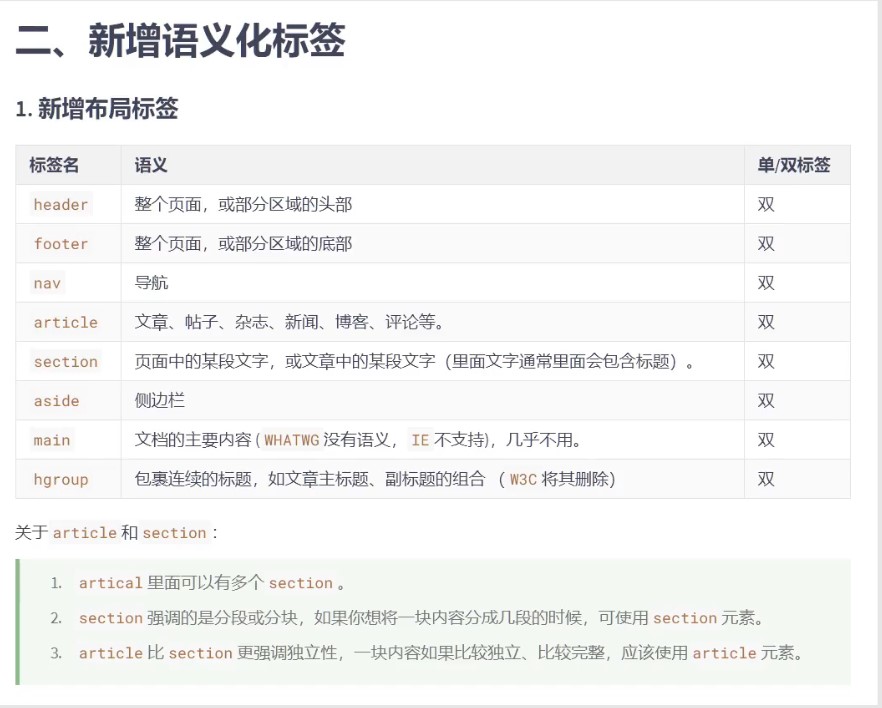 二、新增语义化标签
1. 新增布局标签
标签名 语义 单/双标签
header 整个页面，或部分区域的头部 双
footer 整个页面，或部分区域的底部 双
nav 导航 双
article 文章、帖子、杂志、新闻、博客、评论等。 双
section 页面中的某段文字，或文章中的某段文字（里面文字通常里面会包含标题）。 双
aside 侧边栏 双
main 文档的主要内容 (WHATWG 没有语义，IE 不支持)，几乎不用。 双
hgroup 包裹连续的标题，如文章主标题、副标题的组合（W3C 将其删除） 双
关于 article 和 section：
1. artical 里面可以有多个 section 。
2. section 强调的是分段或分块，如果你想将一块内容分成几段的时候，可使用 section 元素。
3. article 比 section 更强调独立性，一块内容如果比较独立、比较完整，应该使用 article 元素。